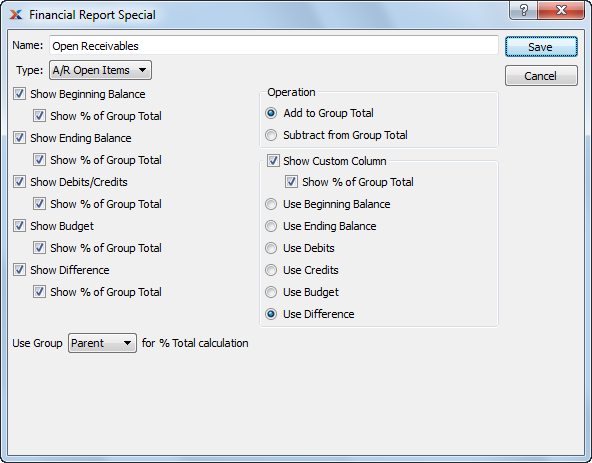 Financial Report Special
Name: Open Receivables
Save
Type: A/R Open Items
Cancel
Show Beginning Balance
Show % of Group Total
Show Ending Balance
Show % of Group Total
Show Debits/Credits
Show % of Group Total
Show Budget
Show % of Group Total
Show Difference
Show % of Group Total
Operation
Add to Group Total
Subtract from Group Total
Show Custom Column
Show % of Group Total
Use Beginning Balance
Use Ending Balance
Use Debits
Use Credits
Use Budget
Use Difference
Use Group Parent for % Total calculation